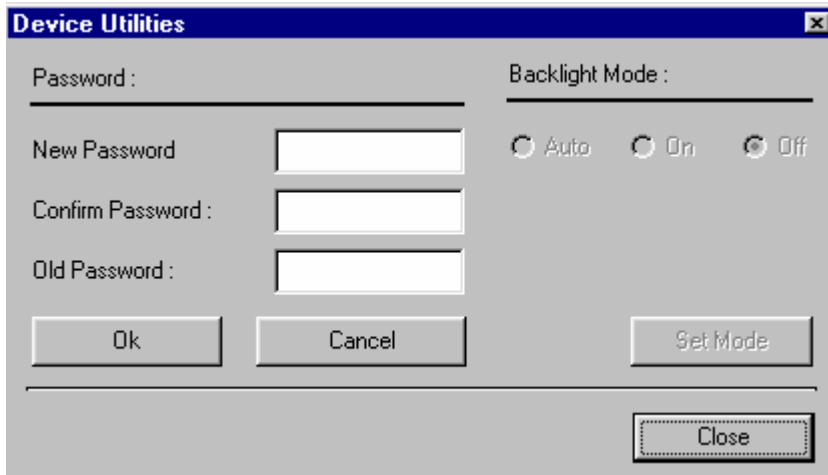 Device Utilities
Password :
Backlight Mode :
New Password
Auto
On
Off
Confirm Password :
Old Password :
Ok
Cancel
Set Mode
Close